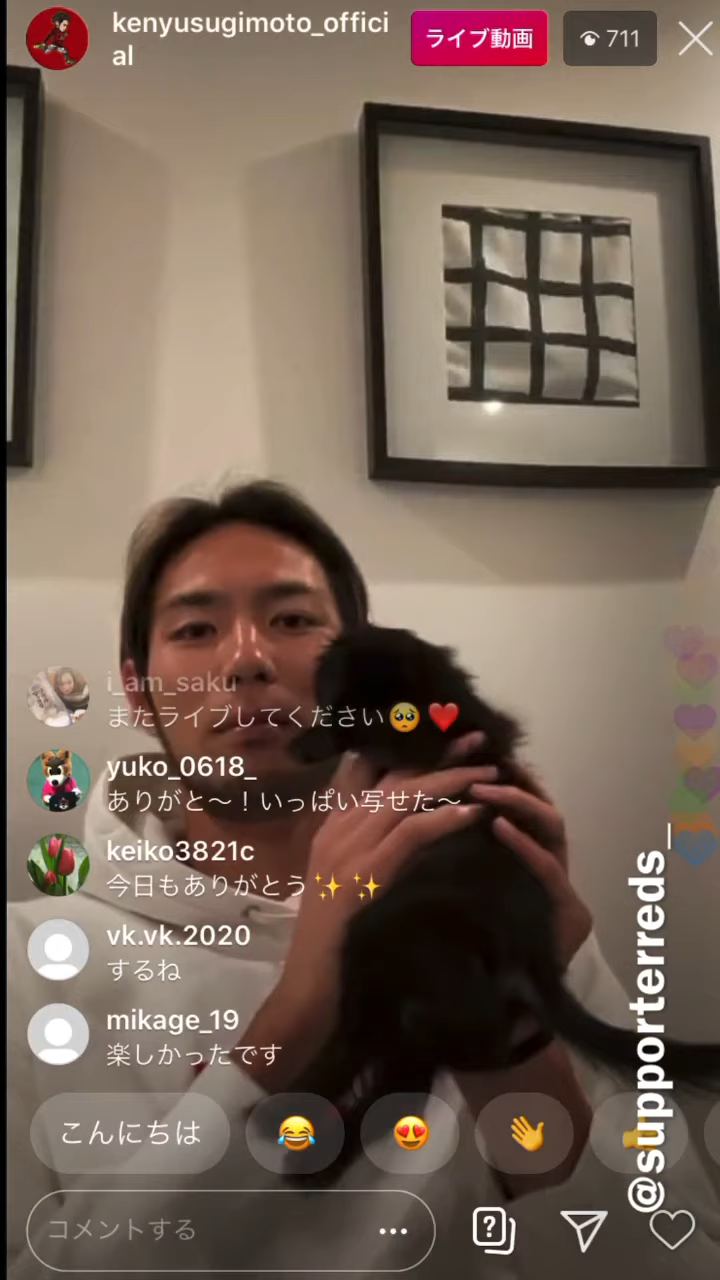 kenyusugimoto_offici
al
ライブ動画
711
i_am_saku
またライブしてください🥺❤️
yuko_0618_
ありがと〜！いっぱい写せた〜
keiko3821c
今日もありがとう✨✨
vk.vk.2020
するね
mikage_19
楽しかったです
こんにちは
コメントする
@supporterreds_